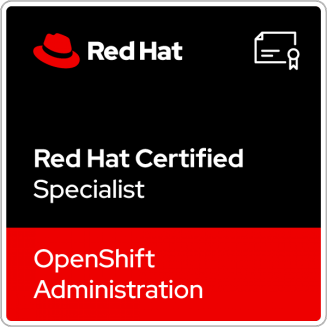 Red Hat
Red Hat Certified
Specialist
OpenShift
Administration